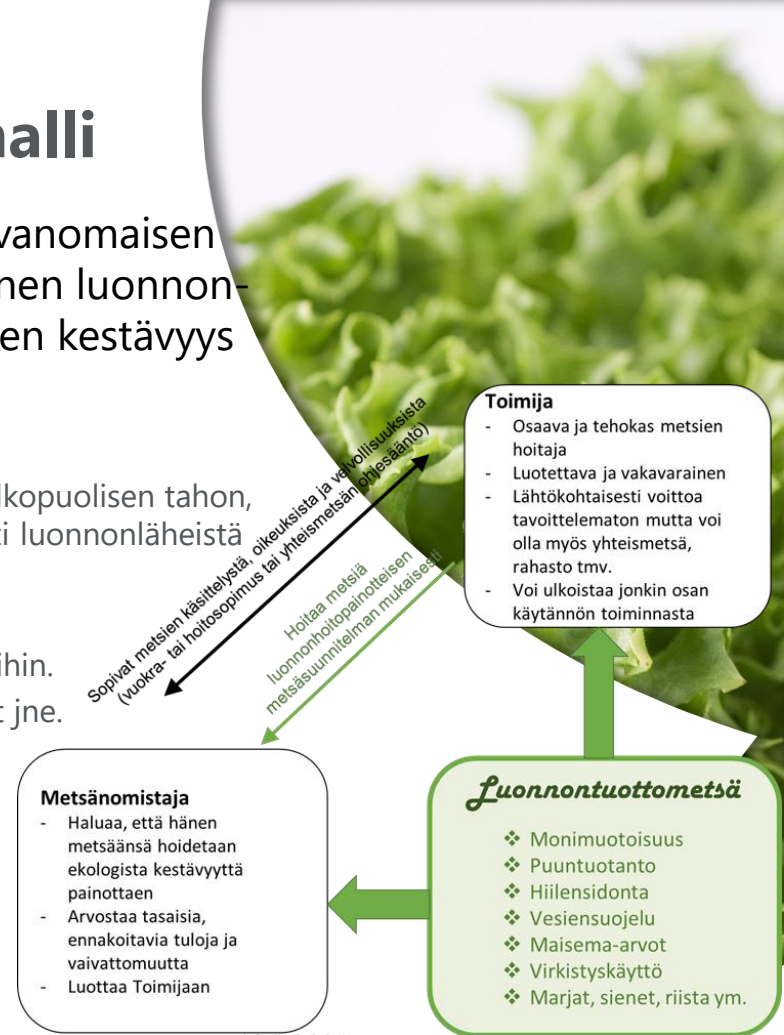 alli
vanomaisen
nen luonnon-
en kestävyys
lkopuolisen tahon,
ti luonnonläheistä
ihin.
t jne.
Sopivat metsien käsittelystä, oikeuksista ja velvollisuuksista
(vuokra- tai hoitosopimus tai yhteismetsän ohjesääntö)
Hoitaa metsiä
luonnonhoitopainotteisen
metsäsuunnitelman mukaisesti
Toimija
- Osaava ja tehokas metsien
hoitaja
- Luotettava ja vakavarainen
- Lähtökohtaisesti voittoa
tavoittelematon mutta voi
olla myös yhteismetsä,
rahasto tmv.
- Voi ulkoistaa jonkin osan
käytännön toiminnasta
Metsänomistaja
- Haluaa, että hänen
metsäänsä hoidetaan
ekologista kestävyyttä
painottaen
- Arvostaa tasaisia,
ennakoitavia tuloja ja
vaivattomuutta
- Luottaa Toimijaan
Luonnontuottometsä
❖ Monimuotoisuus
❖ Puuntuotanto
❖ Hiilensidonta
❖ Vesiensuojelu
❖ Maisema-arvot
❖ Virkistyskäyttö
❖ Marjat, sienet, riista ym.